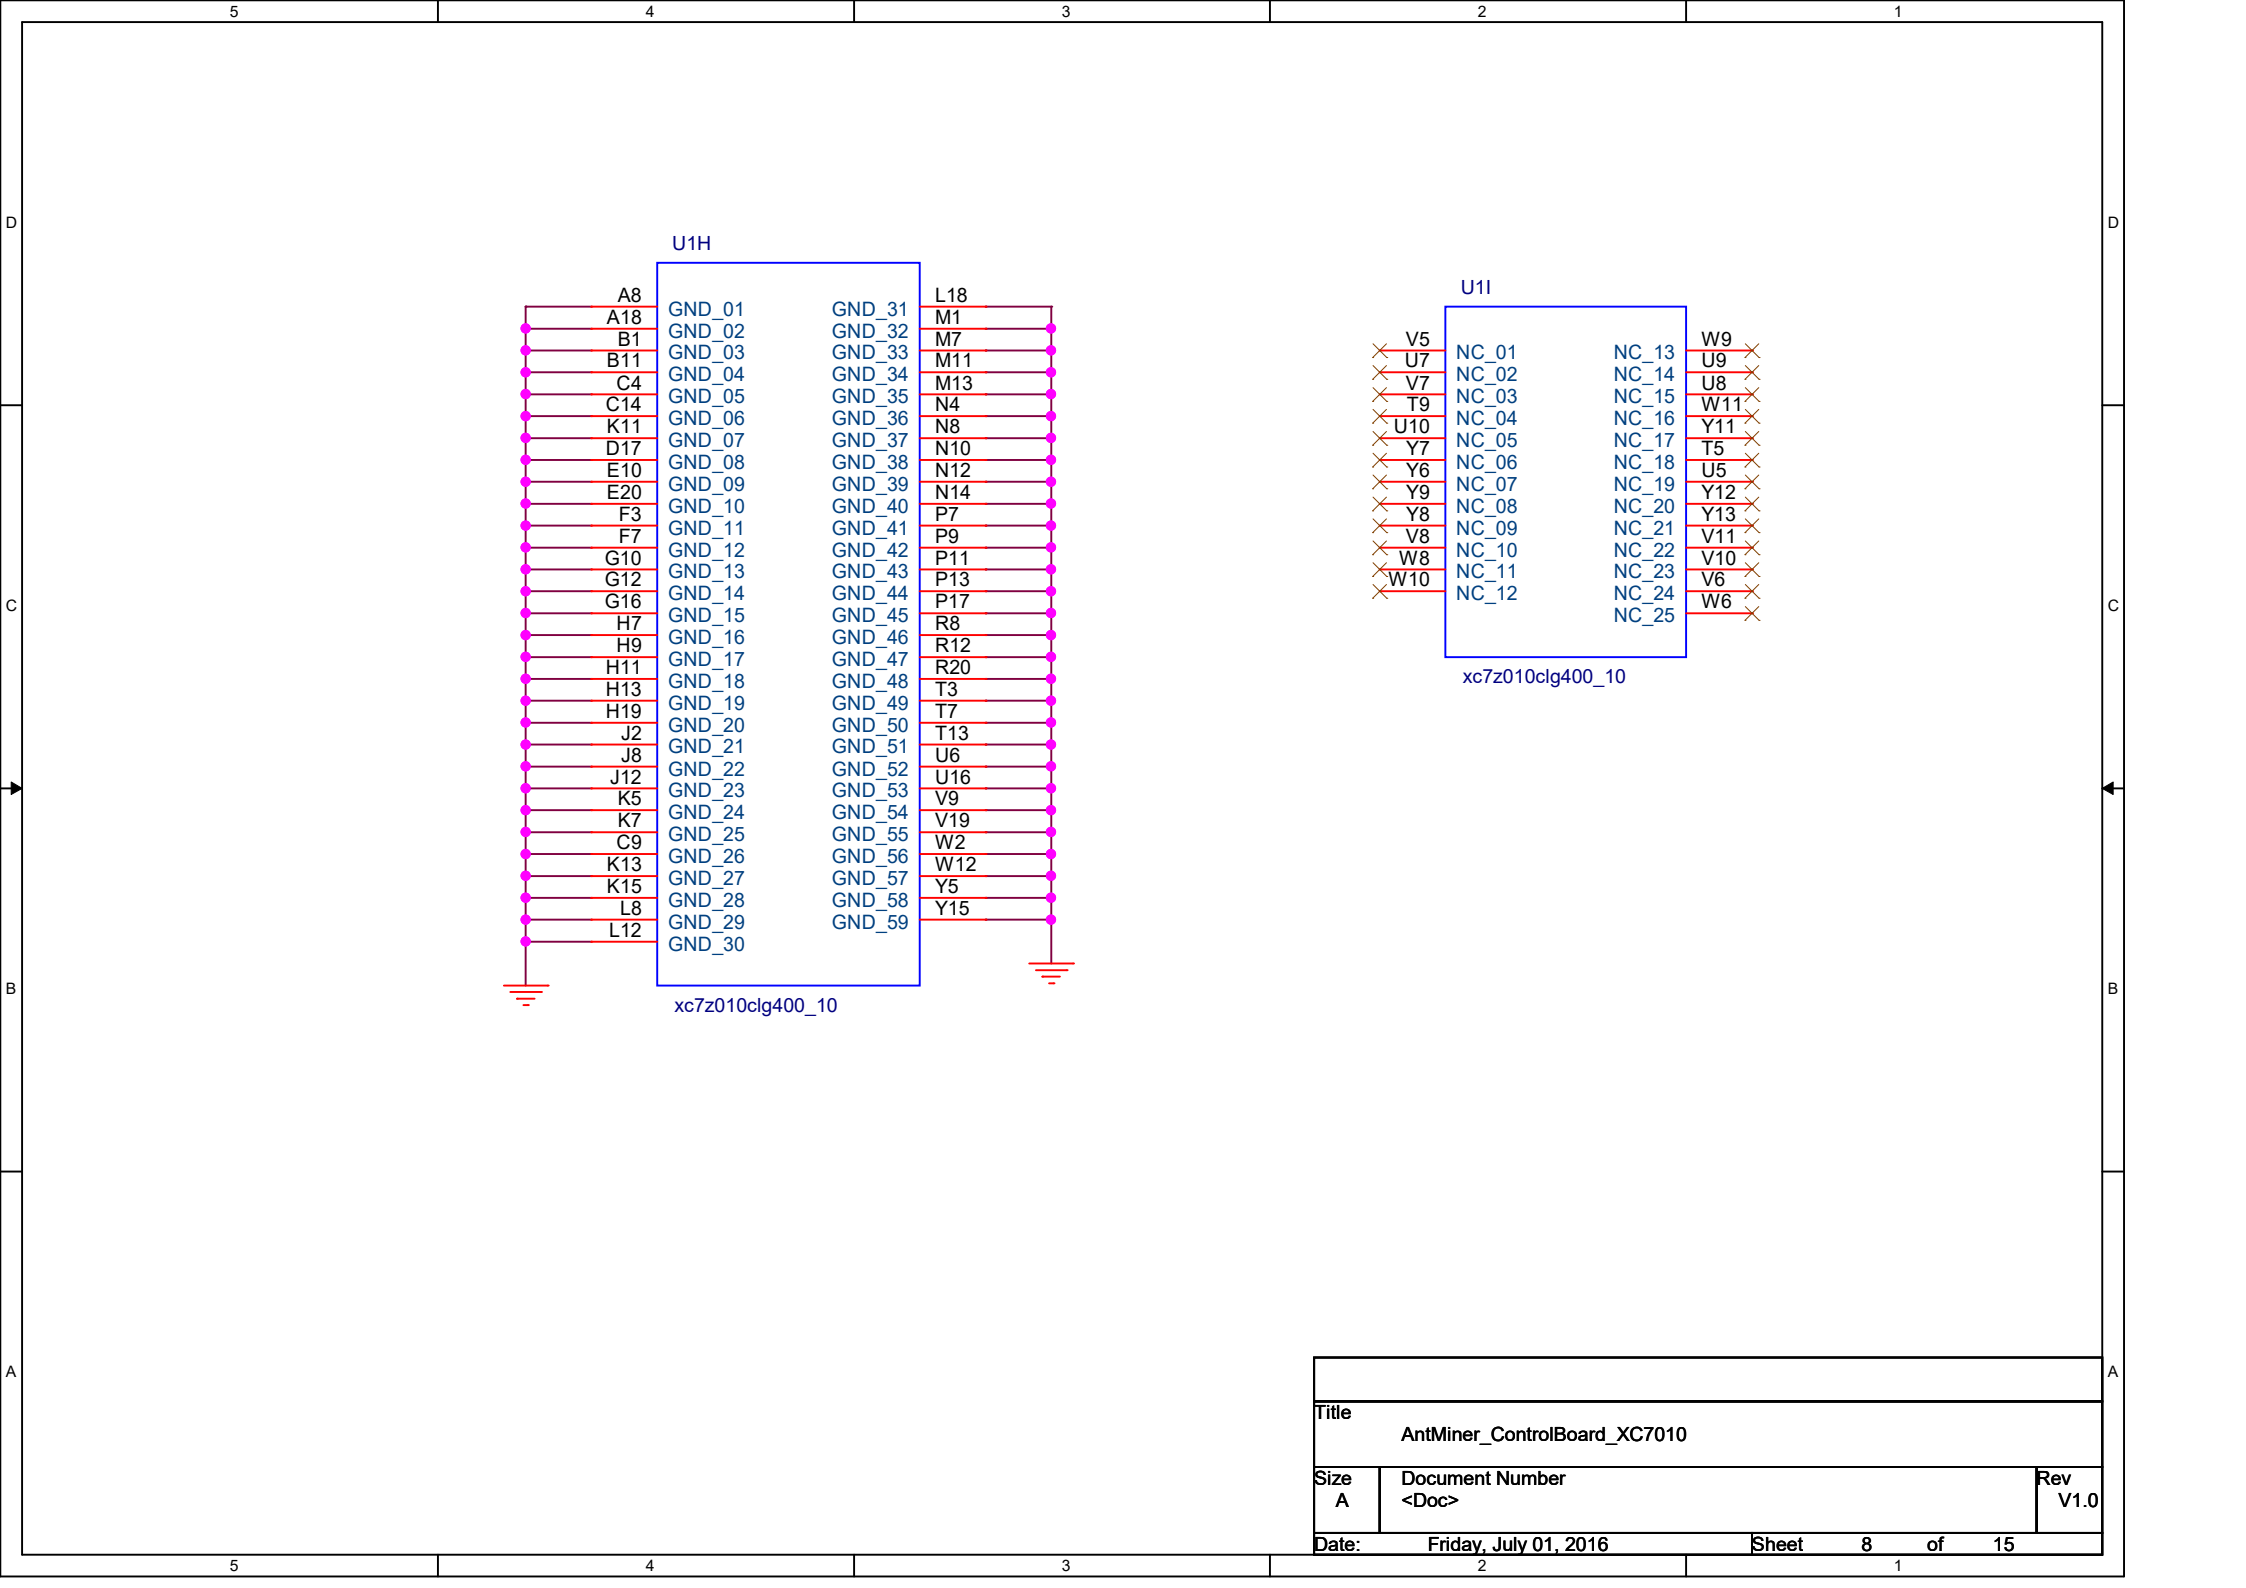 5 4 3 2 1
D D
C C
B B
A A
U1H
A8 GND_01 GND_31 L18
A18 GND_02 GND_32 M1
B1 GND_03 GND_33 M7
B11 GND_04 GND_34 M11
C4 GND_05 GND_35 M13
C14 GND_06 GND_36 N4
K11 GND_07 GND_37 N8
D17 GND_08 GND_38 N10
E10 GND_09 GND_39 N12
E20 GND_10 GND_40 N14
F3 GND_11 GND_41 P7
F7 GND_12 GND_42 P9
G10 GND_13 GND_43 P11
G12 GND_14 GND_44 P13
G16 GND_15 GND_45 P17
H7 GND_16 GND_46 R8
H9 GND_17 GND_47 R12
H11 GND_18 GND_48 R20
H13 GND_19 GND_49 T3
H19 GND_20 GND_50 T7
J2 GND_21 GND_51 T13
J8 GND_22 GND_52 U6
J12 GND_23 GND_53 U16
K5 GND_24 GND_54 V9
K7 GND_25 GND_55 V19
C9 GND_26 GND_56 W2
K13 GND_27 GND_57 W12
K15 GND_28 GND_58 Y5
L8 GND_29 GND_59 Y15
L12 GND_30
xc7z010clg400_10
U1I
V5 NC_01 NC_13 W9
U7 NC_02 NC_14 U9
V7 NC_03 NC_15 U8
T9 NC_04 NC_16 W11
U10 NC_05 NC_17 Y11
Y7 NC_06 NC_18 T5
Y6 NC_07 NC_19 U5
Y9 NC_08 NC_20 Y12
Y8 NC_09 NC_21 Y13
V8 NC_10 NC_22 V11
W8 NC_11 NC_23 V10
W10 NC_12 NC_24 V6
NC_25 W6
xc7z010clg400_10
Title
AntMiner_ControlBoard_XC7010
Size Document Number Rev
A <Doc> V1.0
Date: Friday, July 01, 2016 Sheet 8 of 15
5 4 3 2 1